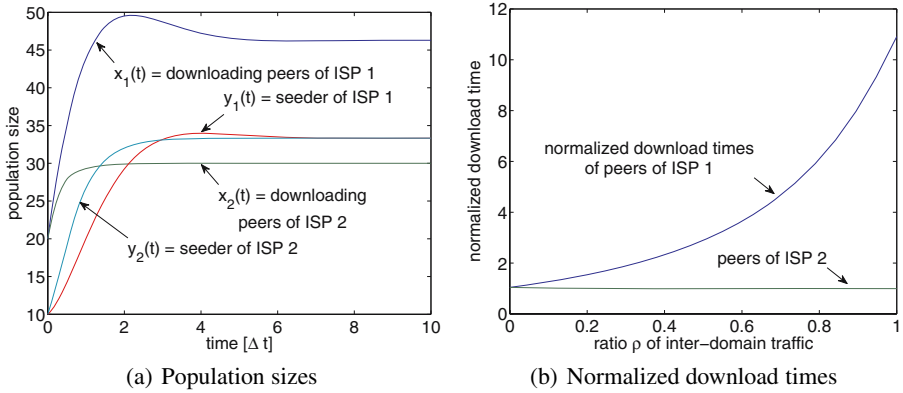 50
45
40
35
30
25
20
15
10
population size
0
2
4
6
8
10
time [Δ t]
x1(t) = downloading peers of ISP 1
y1(t) = seeder of ISP 1
x2(t) = downloading
peers of ISP 2
y2(t) = seeder of ISP 2
(a) Population sizes
12
10
8
6
4
2
0
normalized download time
0
0.2
0.4
0.6
0.8
1
ratio ρ of inter−domain traffic
normalized download times
of peers of ISP 1
peers of ISP 2
(b) Normalized download times